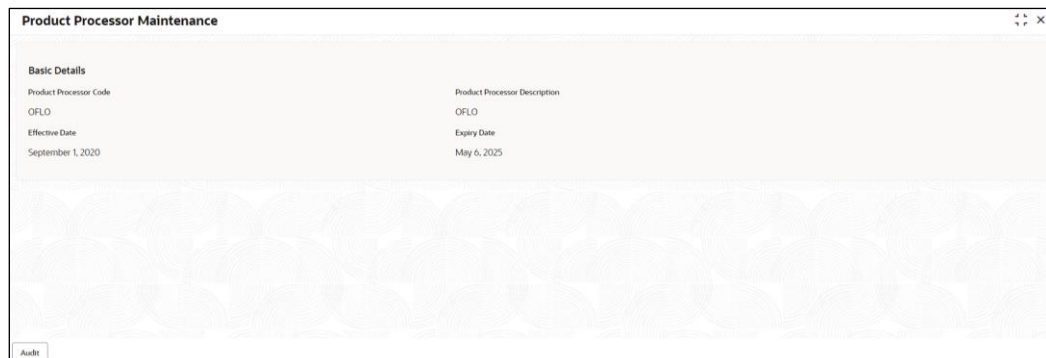 Product Processor Maintenance
Basic Details
Product Processor Code Product Processor Description
OFLO OFLO
Effective Date Expiry Date
September 1, 2020 May 6, 2025
Audit